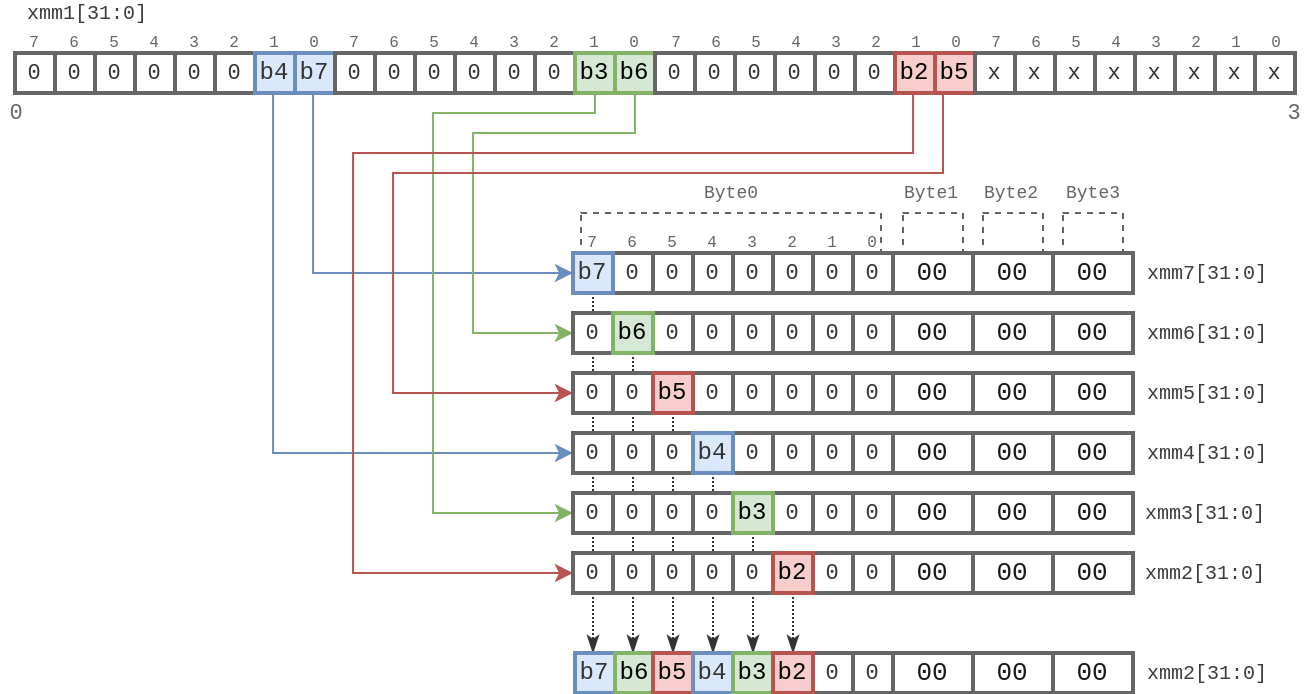 xmm1[31:0]
7 6 5 4 3 2 1 0 7 6 5 4 3 2 1 0 7 6 5 4 3 2 1 0 7 6 5 4 3 2 1 0
0 0 0 0 0 0 b4 b7 0 0 0 0 0 0 b3 b6 0 0 0 0 0 0 b2 b5 x x x x x x x x
0 3
Byte0 Byte1 Byte2 Byte3
7 6 5 4 3 2 1 0
b7 0 0 0 0 0 0 0 00 00 00 xmm7[31:0]
0 b6 0 0 0 0 0 0 00 00 00 xmm6[31:0]
0 0 b5 0 0 0 0 0 00 00 00 xmm5[31:0]
0 0 0 b4 0 0 0 0 00 00 00 xmm4[31:0]
0 0 0 0 b3 0 0 0 00 00 00 xmm3[31:0]
0 0 0 0 0 b2 0 0 00 00 00 xmm2[31:0]
b7 b6 b5 b4 b3 b2 0 0 00 00 00 xmm2[31:0]